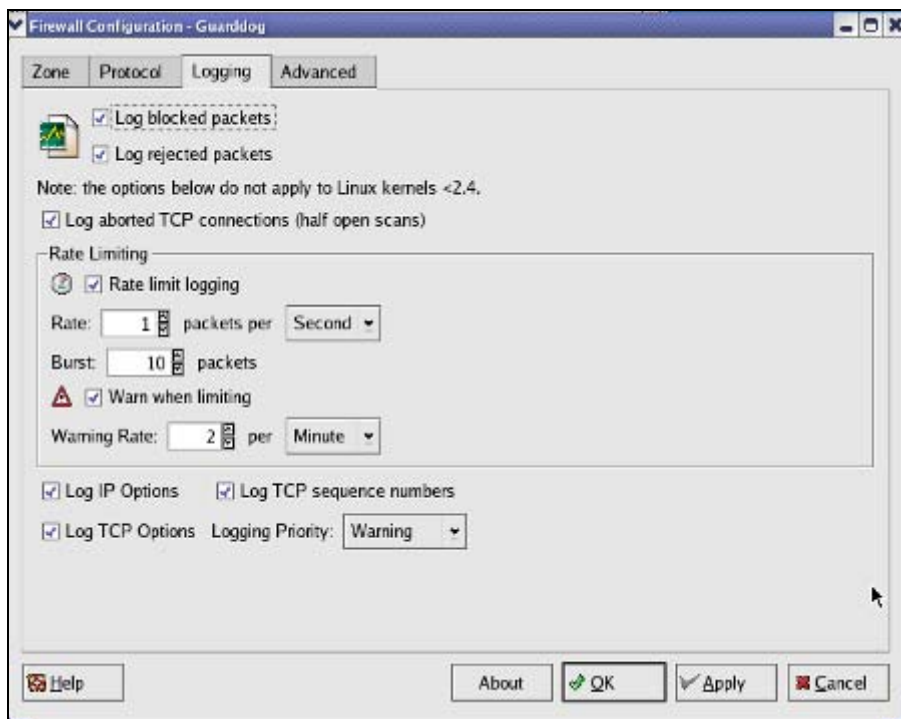 Firewall Configuration - Guarddog
Zone Protocol Logging Advanced
Log blocked packets
Log rejected packets
Note: the options below do not apply to Linux kernels <2.4.
Log aborted TCP connections (half open scans)
Rate Limiting
Rate limit logging
Rate: 1 packets per Second
Burst: 10 packets
Warn when limiting
Warning Rate: 2 per Minute
Log IP Options Log TCP sequence numbers
Log TCP Options Logging Priority: Warning
Help About OK Apply Cancel